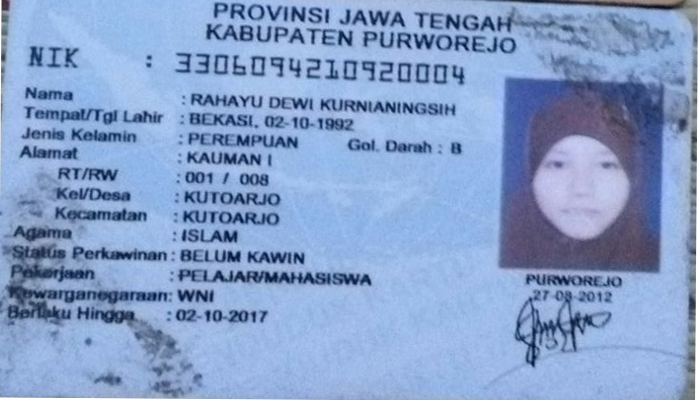 PROVINSI JAWA TENGAH
KABUPATEN PURWOREJO
NIK : 3306094210920004
Nama : RAHAYU DEWI KURNIANINGSIH
Tempat/Tgl Lahir : BEKASI, 02-10-1992
Jenis Kelamin : PEREMPUAN Gol. Darah : B
Alamat : KAUMAN I
RT/RW : 001 / 008
Kel/Desa : KUTOARJO
Kecamatan : KUTOARJO
Agama : ISLAM
Status Perkawinan : BELUM KAWIN
Pekerjaan : PELAJAR/MAHASISWA
Kewarganegaraan : WNI
Berlaku Hingga : 02-10-2017
PURWOREJO
27-08-2012